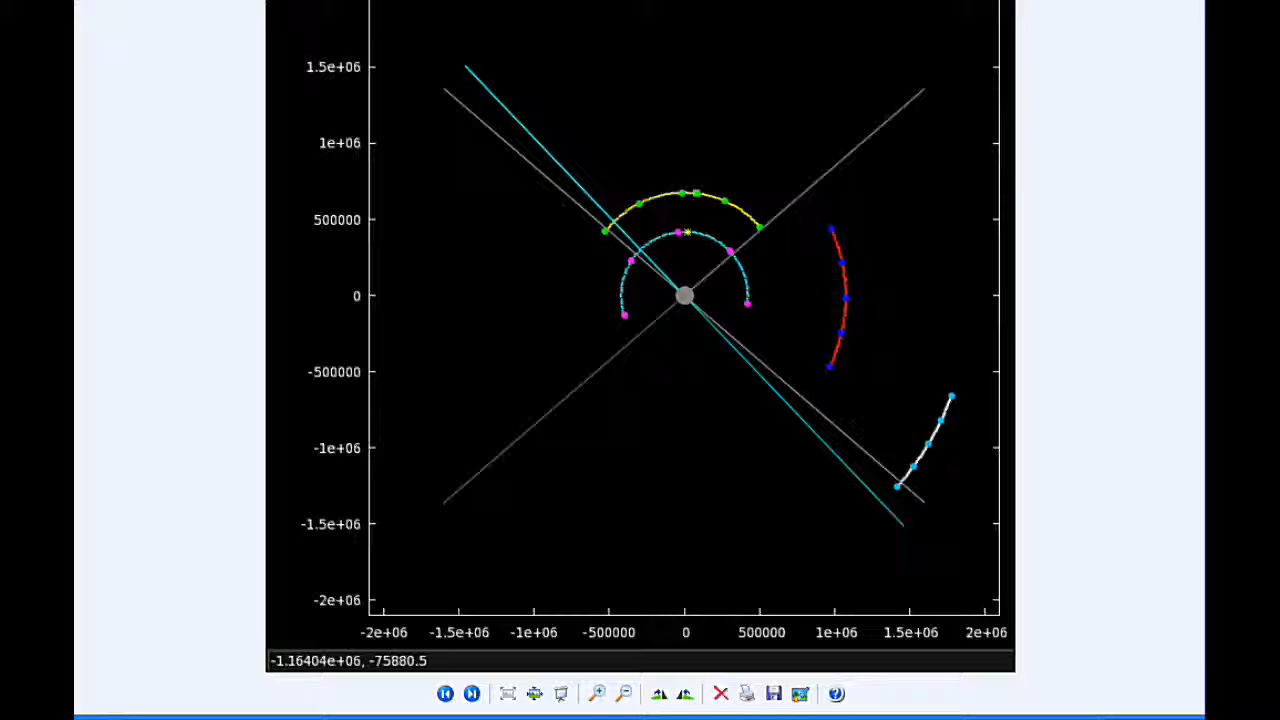 1.5e+06
1e+06
500000
0
-500000
-1e+06
-1.5e+06
-2e+06
-2e+06 -1.5e+06 -1e+06 -500000 0 500000 1e+06 1.5e+06 2e+06
-1.16404e+06, -75880.5